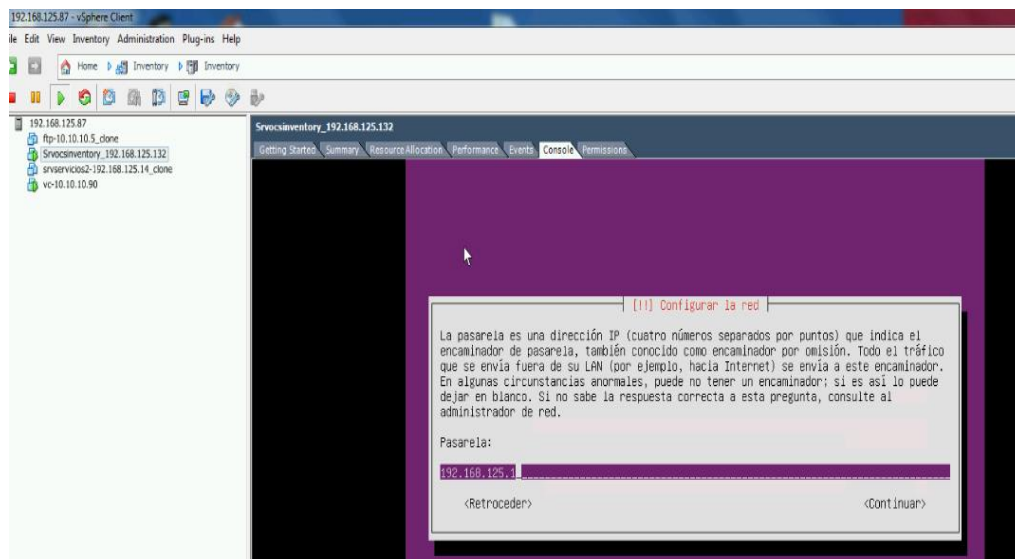 192.168.125.87 - vSphere Client
ile Edit View Inventory Administration Plug-ins Help
Home Inventory Inventory
192.168.125.87
ftp-10.10.10.5_clone
Srvocsinventory_192.168.125.132
srvservicios2-192.168.125.14_clone
vc-10.10.10.90
Srvocsinventory_192.168.125.132
Getting Started Summary Resource Allocation Performance Events Console Permissions
[!!] Configurar la red
La pasarela es una dirección IP (cuatro números separados por puntos) que indica el
encaminador de pasarela, también conocido como encaminador por omisión. Todo el tráfico
que se envía fuera de su LAN (por ejemplo, hacia Internet) se envía a este encaminador.
En algunas circunstancias anormales, puede no tener un encaminador; si es así lo puede
dejar en blanco. Si no sabe la respuesta correcta a esta pregunta, consulte al
administrador de red.
Pasarela:
192.168.125.1
<Retroceder> <Continuar>